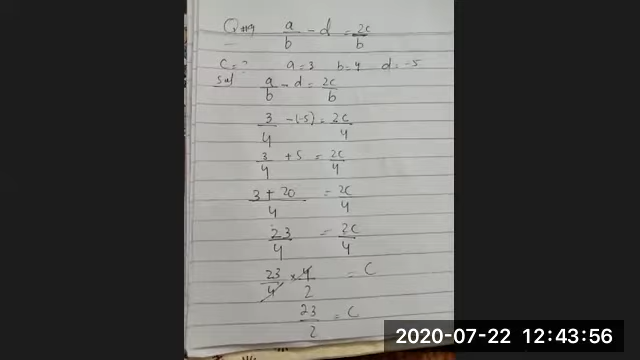 Q#9 a/b - d = 2c/b
C = ? a = 3 b = 4 d = -5
Sol a/b - d = 2c/b
3/4 - (-5) = 2c/4
3/4 + 5 = 2c/4
3 + 20/4 = 2c/4
23/4 = 2c/4
23/4 × 4/2 = C
23/2 = C
2020-07-22 12:43:56